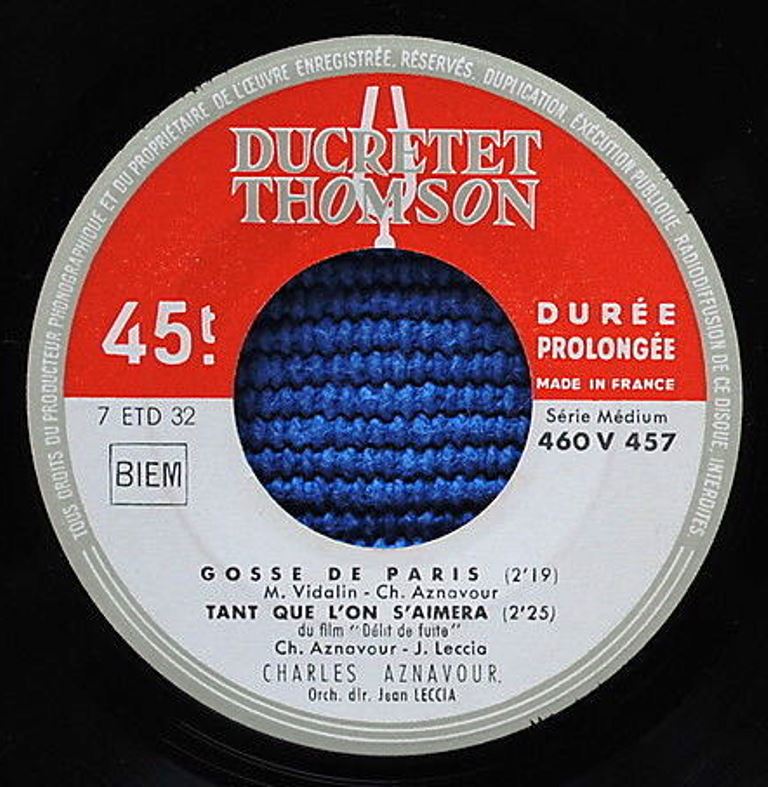 TOUS DROITS DU PRODUCTEUR PHONOGRAPHIQUE ET DU PROPRIÉTAIRE DE L'ŒUVRE ENREGISTRÉE, RÉSERVÉS, DUPLICATION, EXÉCUTION PUBLIQUE RADIODIFFUSION DE CE DISQUE, INTERDITES.
DUCRETET
THOMSON
45t.
DURÉE
PROLONGÉE
MADE IN FRANCE
7 ETD 32
BIEM
Série Médium
460 V 457
GOSSE DE PARIS (2'19)
M. Vidalin - Ch. Aznavour
TANT QUE L'ON S'AIMERA (2'25)
du film "Délit de fuite"
Ch. Aznavour - J. Leccia
CHARLES AZNAVOUR.
Orch. dir. Jean LECCIA